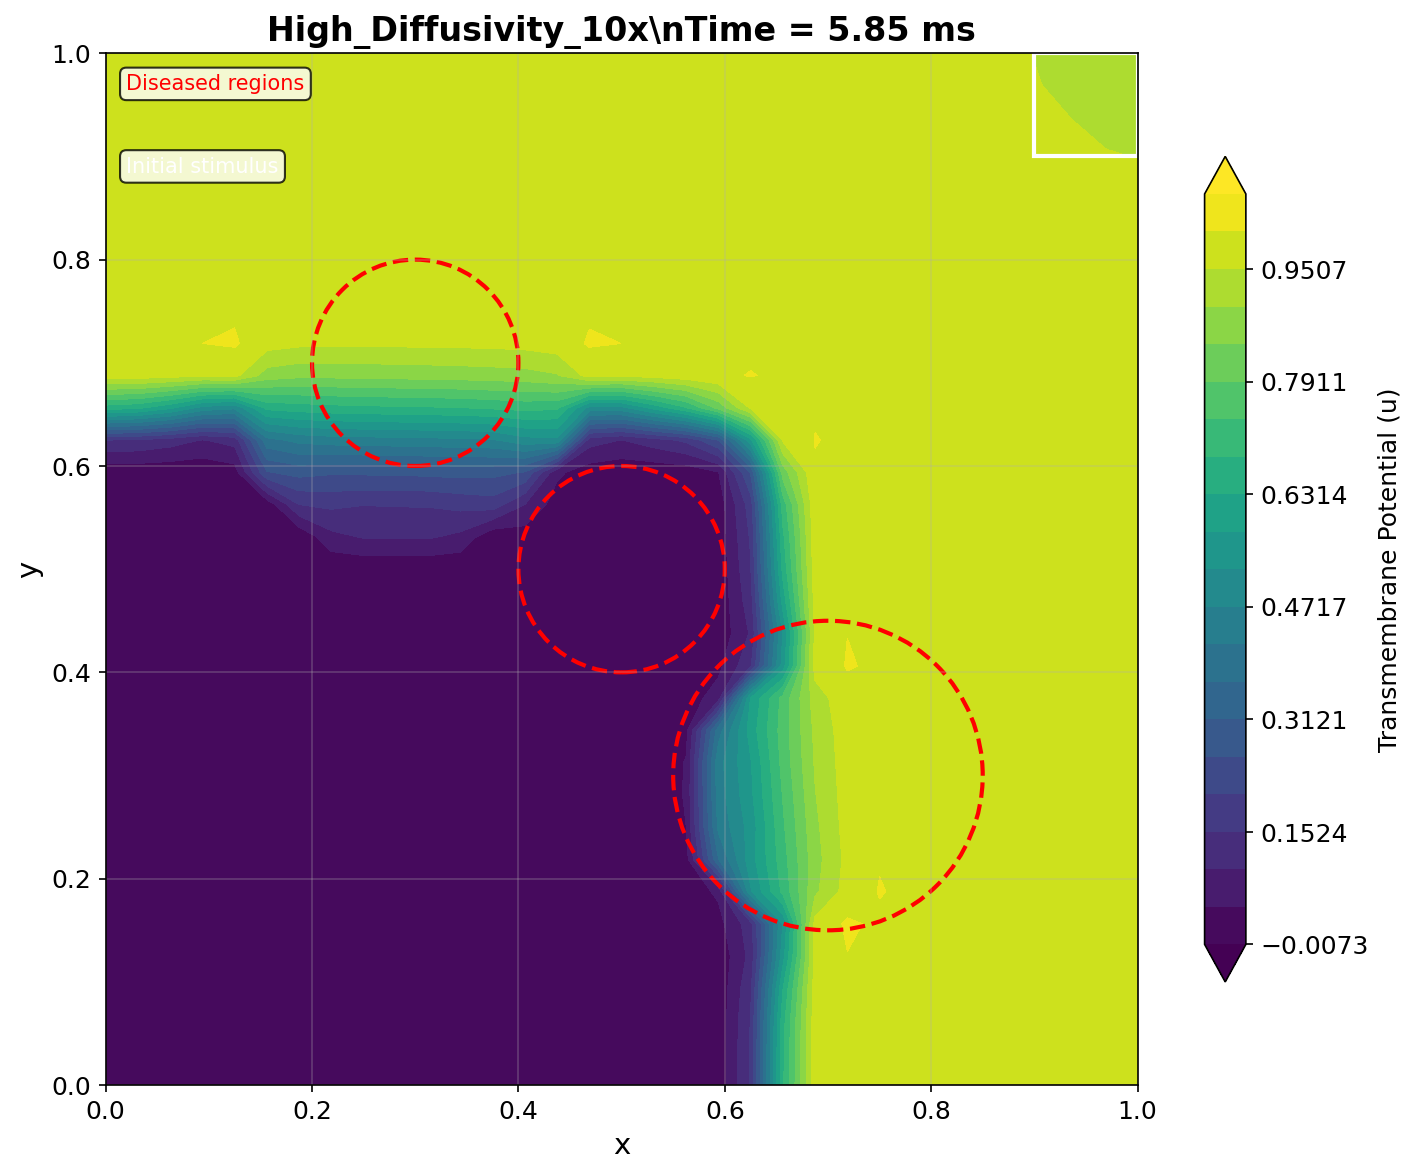 High_Diffusivity_10x\nTime = 5.85 ms
Diseased regions
Initial stimulus
1.0
0.8
0.6
0.4
0.2
0.0
0.0 0.2 0.4 0.6 0.8 1.0
x
y
0.9507
0.7911
0.6314
0.4717
0.3121
0.1524
−0.0073
Transmembrane Potential (u)